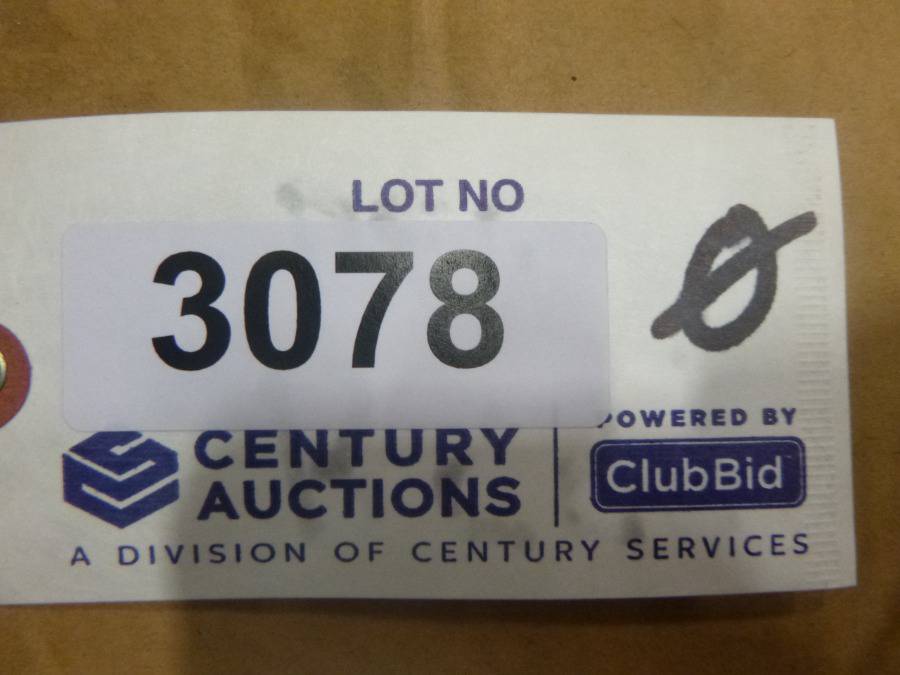 LOT NO
3078
Ø
CENTURY
AUCTIONS
POWERED BY
ClubBid
A DIVISION OF CENTURY SERVICES